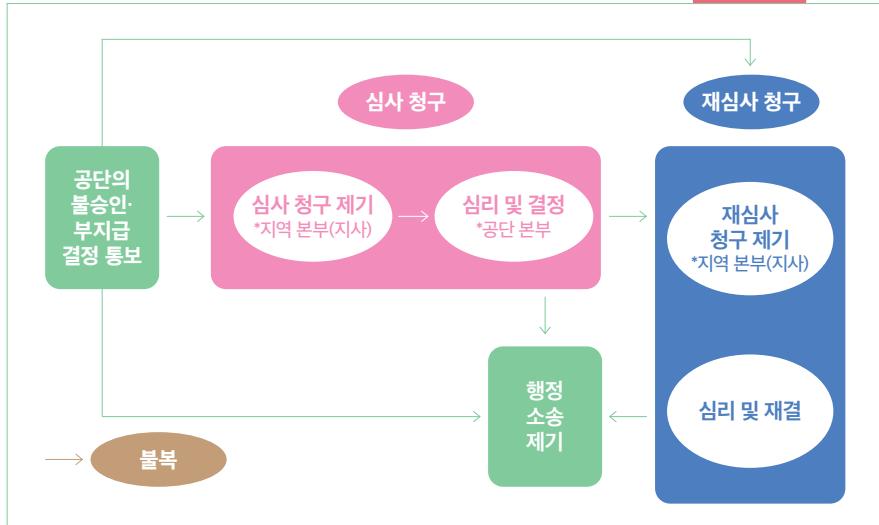 심사 청구
재심사 청구
공단의
불승인·
부지급
결정 통보
심사 청구 제기
*지역 본부(지사)
심리 및 결정
*공단 본부
재심사
청구 제기
*지역 본부(지사)
행정
소송
제기
심리 및 재결
불복